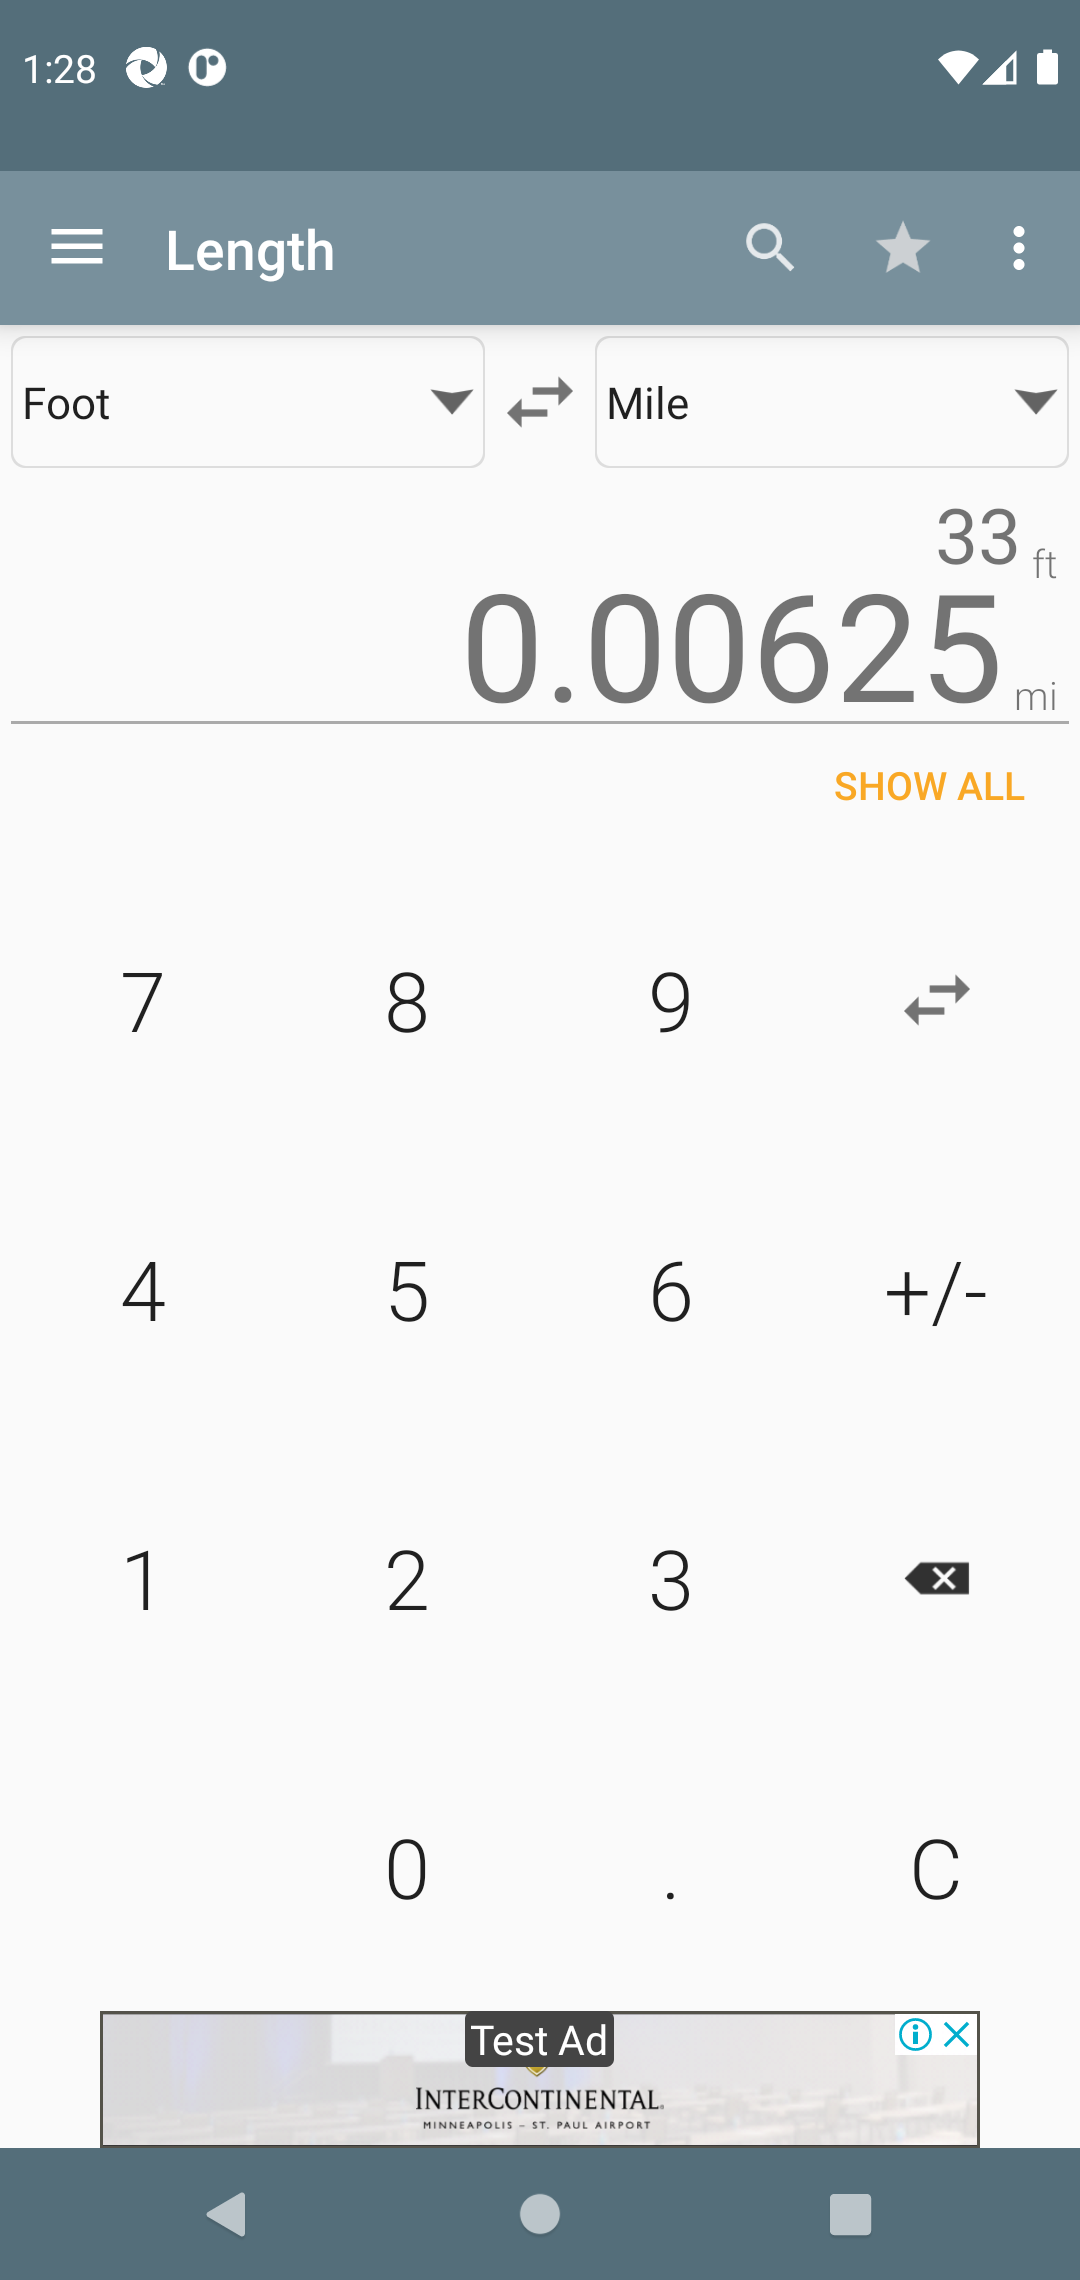 1:28
Length
Foot
Mile
33 ft
0.00625 mi
SHOW ALL
7 8 9
4 5 6 +/-
1 2 3
0 . C
Test Ad
INTERCONTINENTAL.
MINNEAPOLIS – ST. PAUL AIRPORT